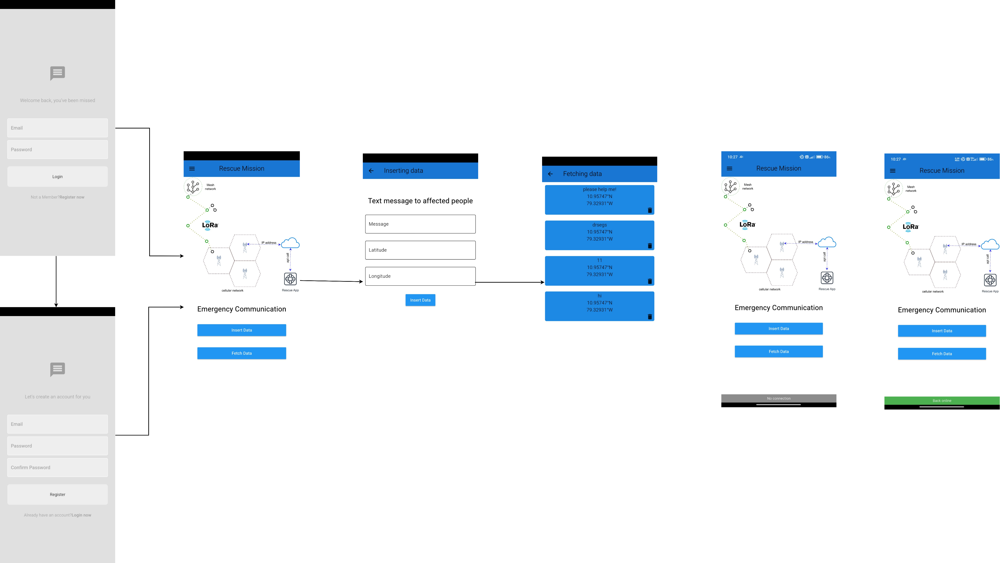 Welcome back, you've been missed
Email
Password
Login
Not a Member?Register now
Let's create an account for you
Email
Password
Confirm Password
Register
Already have an account?Login now
Rescue Mission
Mesh
network
LoRa
IP address
api call
cellular network
Rescue App
Emergency Communication
Insert Data
Fetch Data
Inserting data
Text message to affected people
Message
Latitude
Longitude
Insert Data
Fetching data
please help me!
10.95747°N
79.32931°W
drsegs
10.95747°N
79.32931°W
11
10.95747°N
79.32931°W
hi
10.95747°N
79.32931°W
10:27 JD 86%
Rescue Mission
Mesh
network
LoRa
IP address
api call
cellular network
Rescue App
Emergency Communication
Insert Data
Fetch Data
No connection
10:27 JD 0.00 KB/s 86%
Rescue Mission
Mesh
network
LoRa
IP address
api call
cellular network
Rescue App
Emergency Communication
Insert Data
Fetch Data
Back online